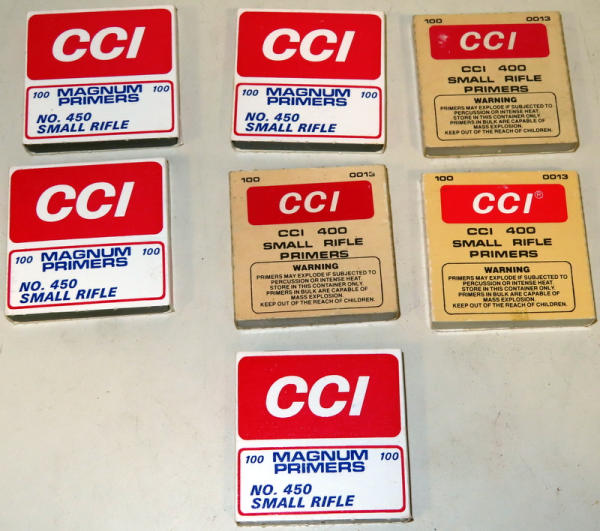 CCI
100 MAGNUM 100
PRIMERS
NO. 450
SMALL RIFLE
CCI
100 MAGNUM 100
PRIMERS
NO. 450
SMALL RIFLE
100 0013
CCI
CCI 400
SMALL RIFLE
PRIMERS
WARNING
PRIMERS MAY EXPLODE IF SUBJECTED TO
PERCUSSION OR INTENSE HEAT.
STORE IN THIS CONTAINER ONLY.
PRIMERS IN BULK ARE CAPABLE OF
MASS EXPLOSION.
KEEP OUT OF THE REACH OF CHILDREN.
CCI
100 MAGNUM 100
PRIMERS
NO. 450
SMALL RIFLE
100 0013
CCI
CCI 400
SMALL RIFLE
PRIMERS
WARNING
PRIMERS MAY EXPLODE IF SUBJECTED TO
PERCUSSION OR INTENSE HEAT.
STORE IN THIS CONTAINER ONLY.
PRIMERS IN BULK ARE CAPABLE OF
MASS EXPLOSION.
KEEP OUT OF THE REACH OF CHILDREN.
100 0013
CCI®
CCI 400
SMALL RIFLE
PRIMERS
WARNING
PRIMERS MAY EXPLODE IF SUBJECTED TO
PERCUSSION OR INTENSE HEAT.
STORE IN THIS CONTAINER ONLY.
PRIMERS IN BULK ARE CAPABLE OF
MASS EXPLOSION.
KEEP OUT OF THE REACH OF CHILDREN.
CCI
100 MAGNUM 100
PRIMERS
NO. 450
SMALL RIFLE